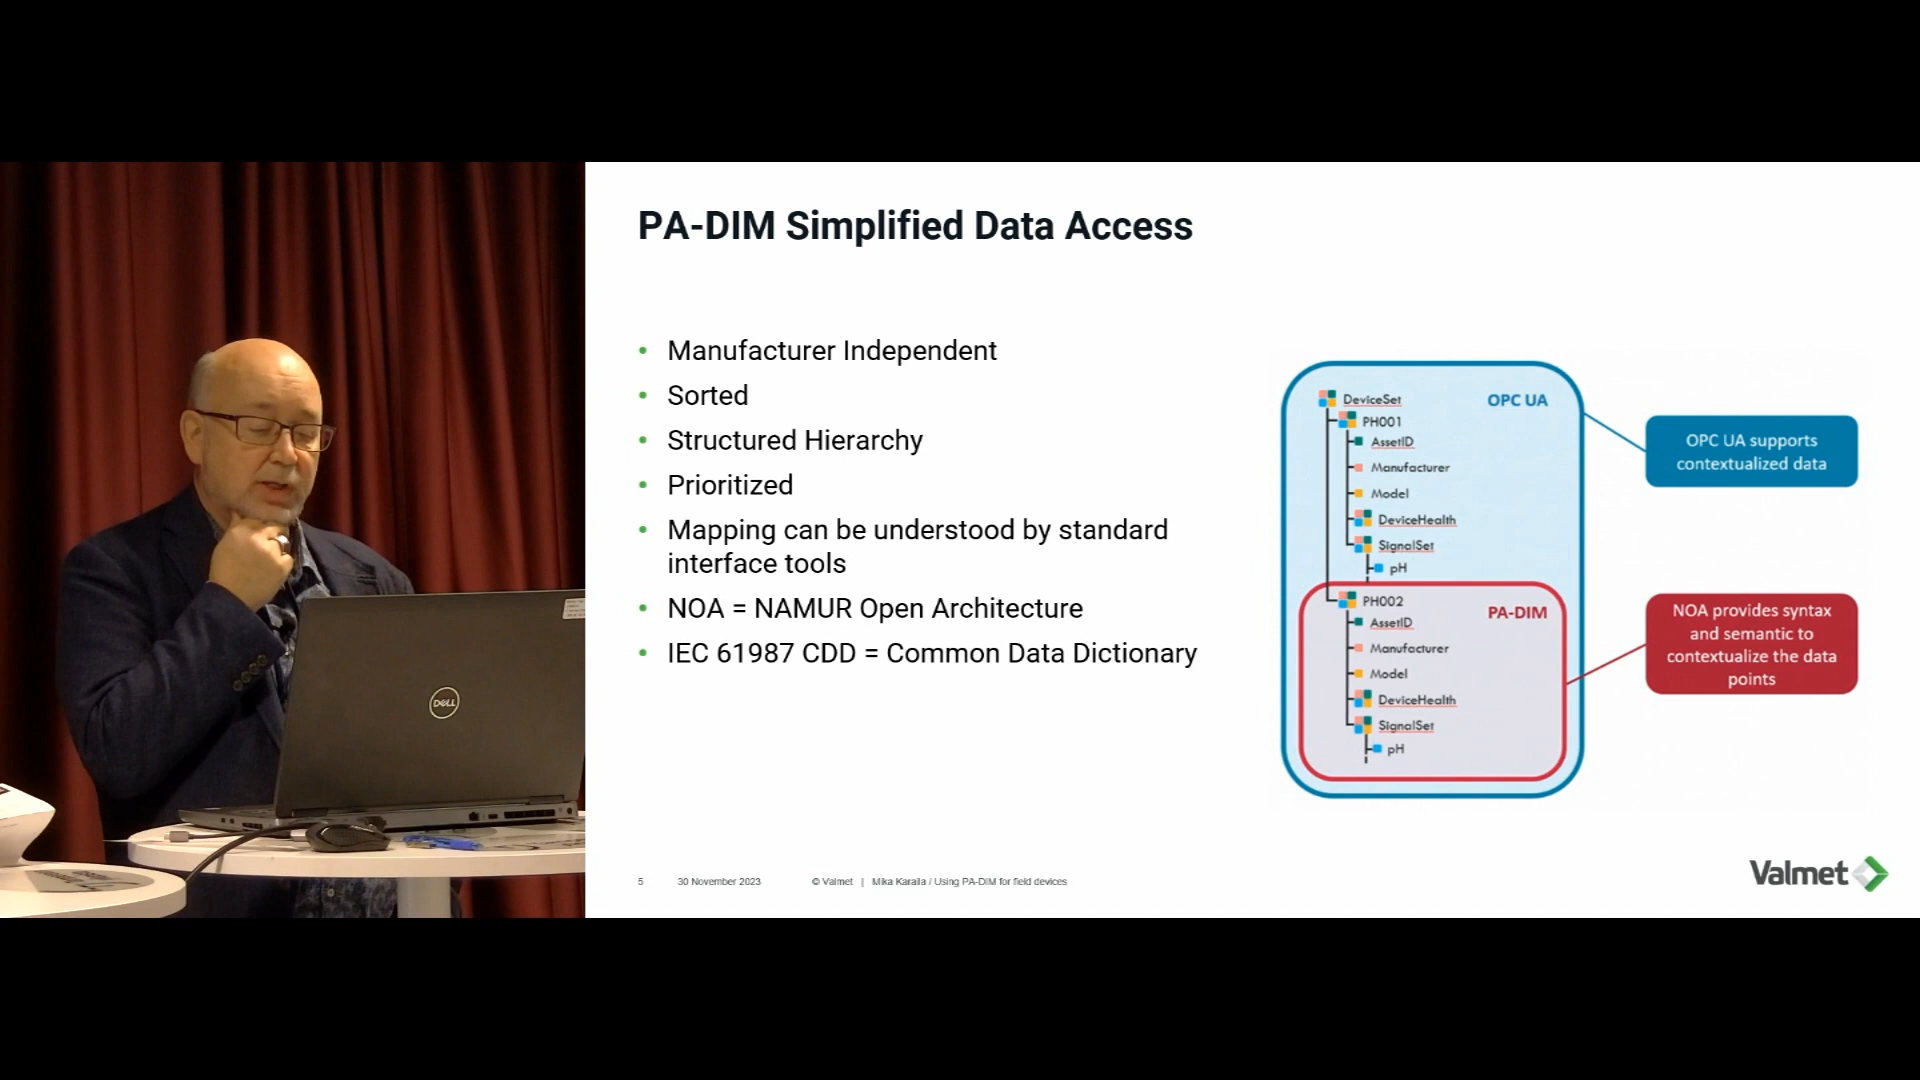 PA-DIM Simplified Data Access
• Manufacturer Independent
• Sorted
• Structured Hierarchy
• Prioritized
• Mapping can be understood by standard
interface tools
• NOA = NAMUR Open Architecture
• IEC 61987 CDD = Common Data Dictionary
OPC UA
DeviceSet
PH001
AssetID
Manufacturer
Model
DeviceHealth
SignalSet
pH
PA-DIM
PH002
AssetID
Manufacturer
Model
DeviceHealth
SignalSet
pH
OPC UA supports
contextualized data
NOA provides syntax
and semantic to
contextualize the data
points
5 30 November 2023 © Valmet | Mika Karaila / Using PA-DIM for field devices
Valmet
DELL